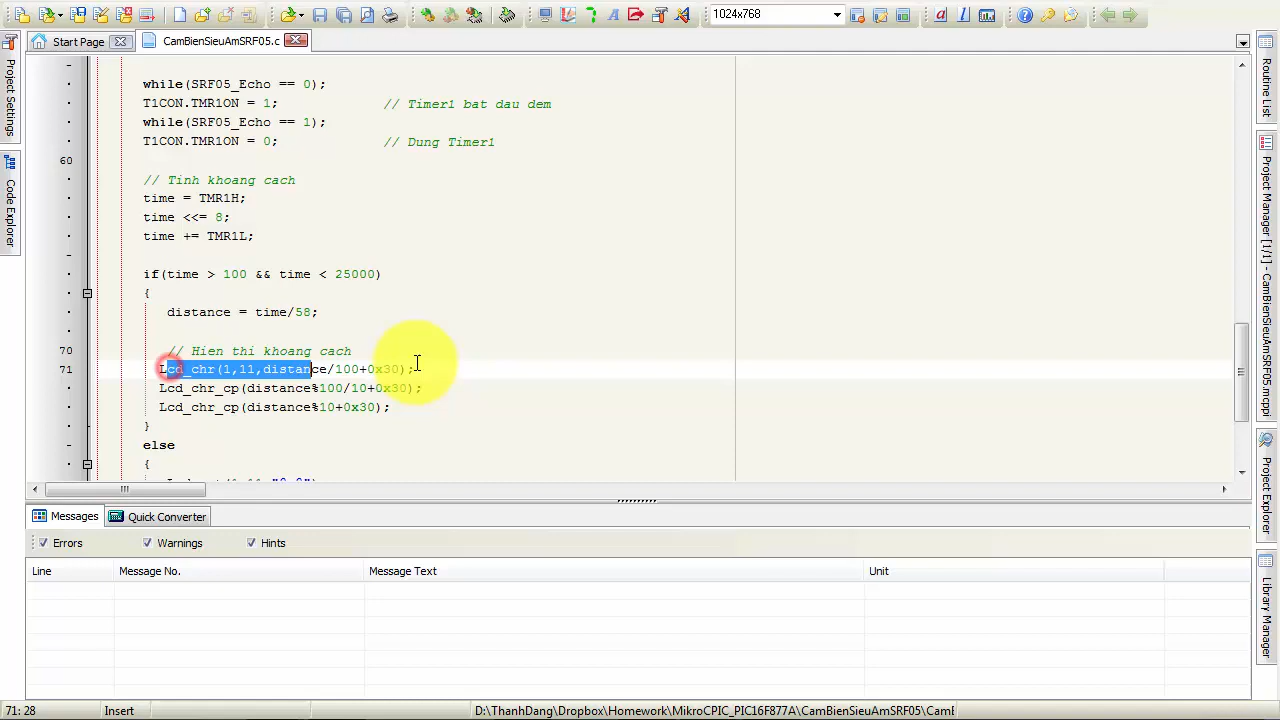 1024x768
Start Page
CamBienSieuAmSRF05.c
while(SRF05_Echo == 0);
T1CON.TMR1ON = 1; // Timer1 bat dau dem
while(SRF05_Echo == 1);
T1CON.TMR1ON = 0; // Dung Timer1
60
// Tinh khoang cach
time = TMR1H;
time <<= 8;
time += TMR1L;
if(time > 100 && time < 25000)
{
distance = time/58;
70 // Hien thi khoang cach
71 Lcd_chr(1,11,distance/100+0x30);
Lcd_chr_cp(distance%100/10+0x30);
Lcd_chr_cp(distance%10+0x30);
}
else
{
Messages
Quick Converter
Errors Warnings Hints
Line Message No. Message Text Unit
71: 28 Insert D:\ThanhDang\Dropbox\Homework\MikroCPIC_PIC16F877A\CamBienSieuAmSRF05\CamE
Project Settings
Code Explorer
Routine List
Project Manager [1/1] - CamBienSieuAmSRF05.mcppi
Project Explorer
Library Manager